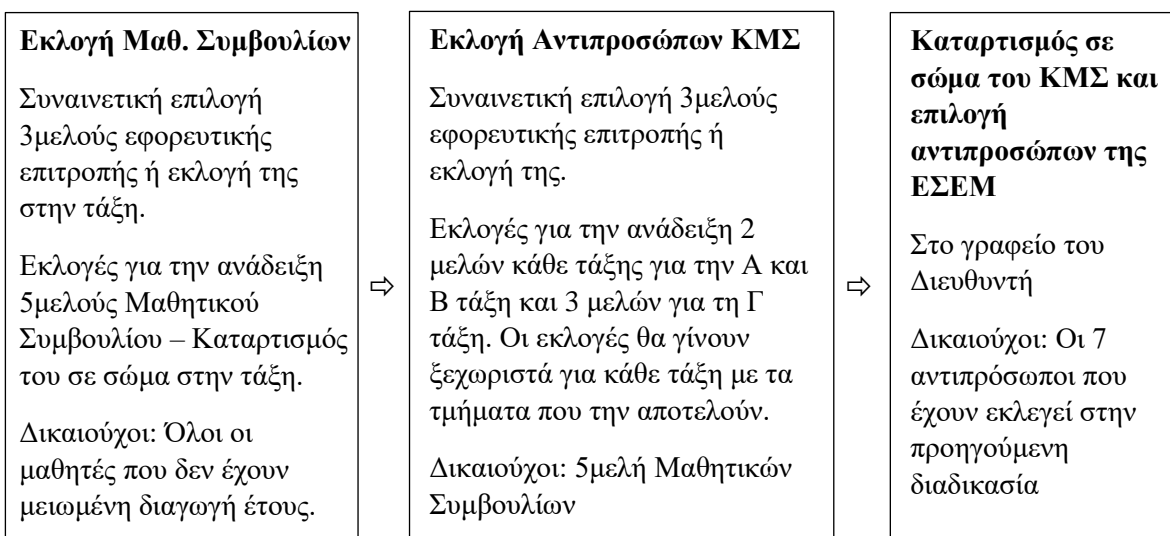 Εκλογή Μαθ. Συμβουλίων
Συναινετική επιλογή
3μελούς εφορευτικής
επιτροπής ή εκλογή της
στην τάξη.
Εκλογές για την ανάδειξη
5μελούς Μαθητικού
Συμβουλίου – Καταρτισμός
του σε σώμα στην τάξη.
Δικαιούχοι: Όλοι οι
μαθητές που δεν έχουν
μειωμένη διαγωγή έτους.
⇨
Εκλογή Αντιπροσώπων ΚΜΣ
Συναινετική επιλογή 3μελούς
εφορευτικής επιτροπής ή
εκλογή της.
Εκλογές για την ανάδειξη 2
μελών κάθε τάξης για την Α και
Β τάξη και 3 μελών για τη Γ
τάξη. Οι εκλογές θα γίνουν
ξεχωριστά για κάθε τάξη με τα
τμήματα που την αποτελούν.
Δικαιούχοι: 5μελή Μαθητικών
Συμβουλίων
⇨
Καταρτισμός σε
σώμα του ΚΜΣ και
επιλογή
αντιπροσώπων της
ΕΣΕΜ
Στο γραφείο του
Διευθυντή
Δικαιούχοι: Οι 7
αντιπρόσωποι που
έχουν εκλεγεί στην
προηγούμενη
διαδικασία